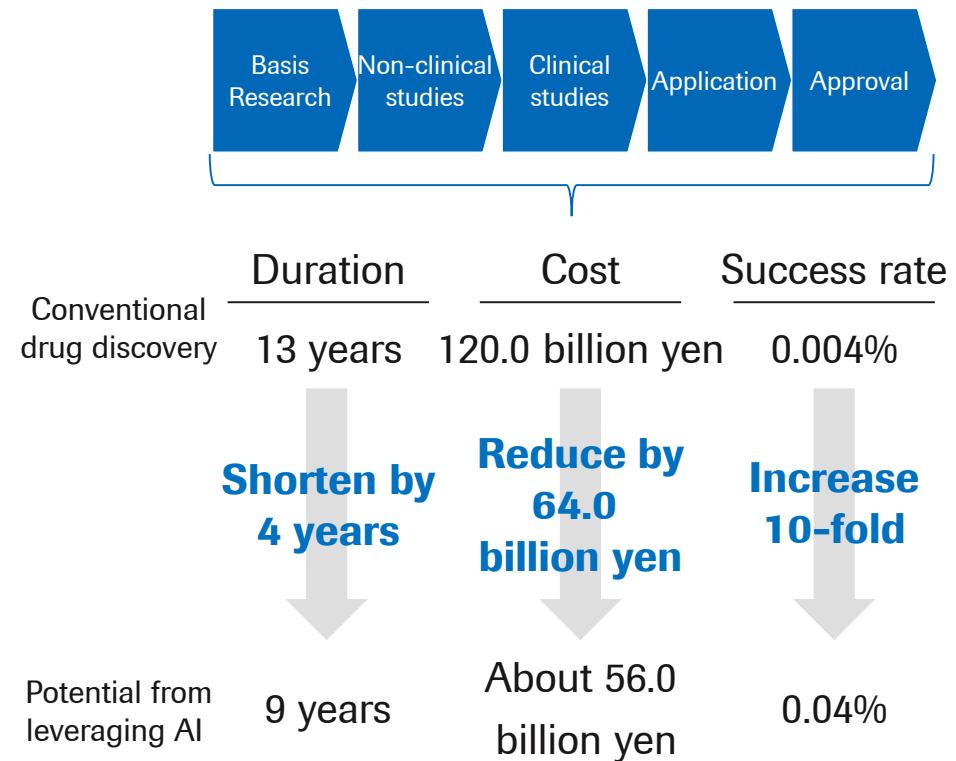 Basis
Research
Non-clinical
studies
Clinical
studies
Application
Approval
Duration
Cost
Success rate
Conventional
drug discovery
13 years
120.0 billion yen
0.004%
Shorten by
4 years
Reduce by
64.0
billion yen
Increase
10-fold
Potential from
leveraging AI
9 years
About 56.0
billion yen
0.04%